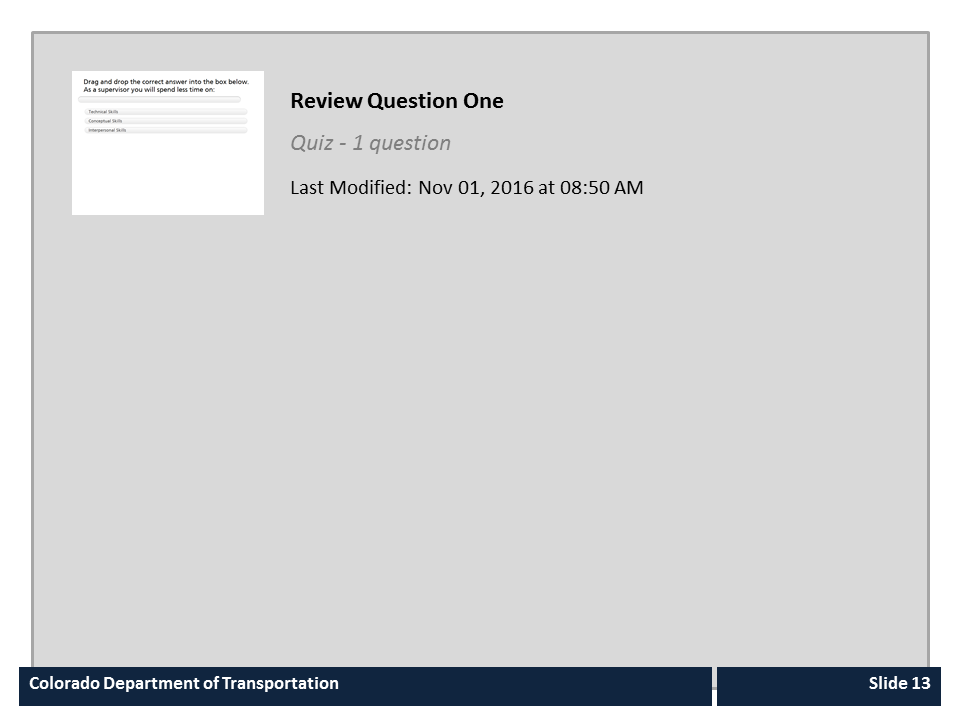 Drag and drop the correct answer into the box below.
As a supervisor you will spend less time on:
Technical Skills
Conceptual Skills
Interpersonal Skills
Review Question One
Quiz - 1 question
Last Modified: Nov 01, 2016 at 08:50 AM
Colorado Department of Transportation
Slide 13